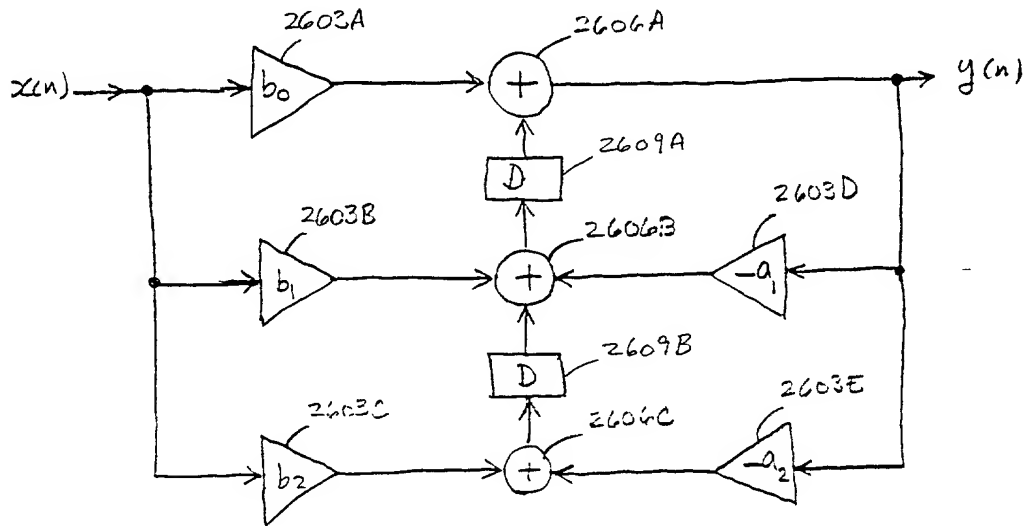 2603A
2606A
x(n)
b0
+
y(n)
2609A
D
2603B
2606B
2603D
b1
+
-a1
2609B
D
2603C
2606C
2603E
b2
+
-a2